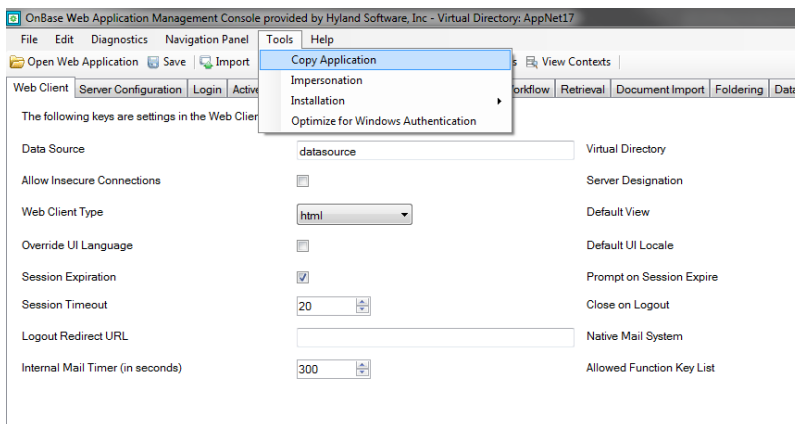 OnBase Web Application Management Console provided by Hyland Software, Inc - Virtual Directory: AppNet17
File Edit Diagnostics Navigation Panel Tools Help
Open Web Application Save Import View Contexts
Copy Application
Impersonation
Installation
Optimize for Windows Authentication
Web Client Server Configuration Login Retrieval Document Import Foldering
The following keys are settings in the Web
Data Source datasource Virtual Directory
Allow Insecure Connections Server Designation
Web Client Type html Default View
Override UI Language Default UI Locale
Session Expiration Prompt on Session Expire
Session Timeout 20 Close on Logout
Logout Redirect URL Native Mail System
Internal Mail Timer (in seconds) 300 Allowed Function Key List